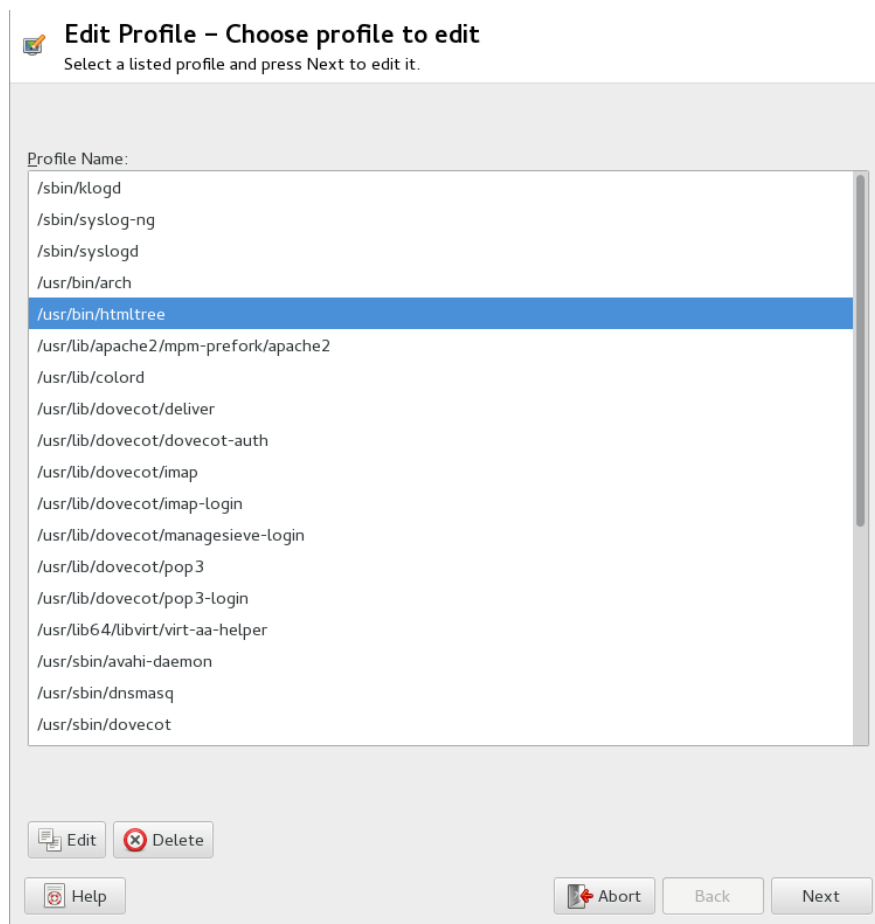 Edit Profile – Choose profile to edit
Select a listed profile and press Next to edit it.
Profile Name:
/sbin/klogd
/sbin/syslog-ng
/sbin/syslogd
/usr/bin/arch
/usr/bin/htmltree
/usr/lib/apache2/mpm-prefork/apache2
/usr/lib/colord
/usr/lib/dovecot/deliver
/usr/lib/dovecot/dovecot-auth
/usr/lib/dovecot/imap
/usr/lib/dovecot/imap-login
/usr/lib/dovecot/managesieve-login
/usr/lib/dovecot/pop3
/usr/lib/dovecot/pop3-login
/usr/lib64/libvirt/virt-aa-helper
/usr/sbin/avahi-daemon
/usr/sbin/dnsmasq
/usr/sbin/dovecot
Edit Delete
Help Abort Back Next